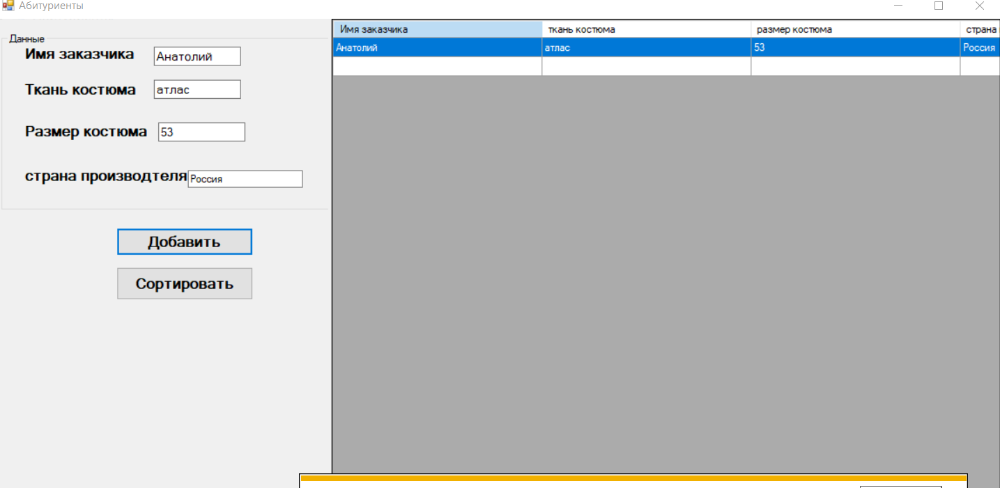 Абитуриенты
Данные
Имя заказчика Анатолий
Ткань костюма атлас
Размер костюма 53
страна производтеля Россия
Добавить
Сортировать
Имя заказчика ткань костюма размер костюма страна
Анатолий атлас 53 Россия